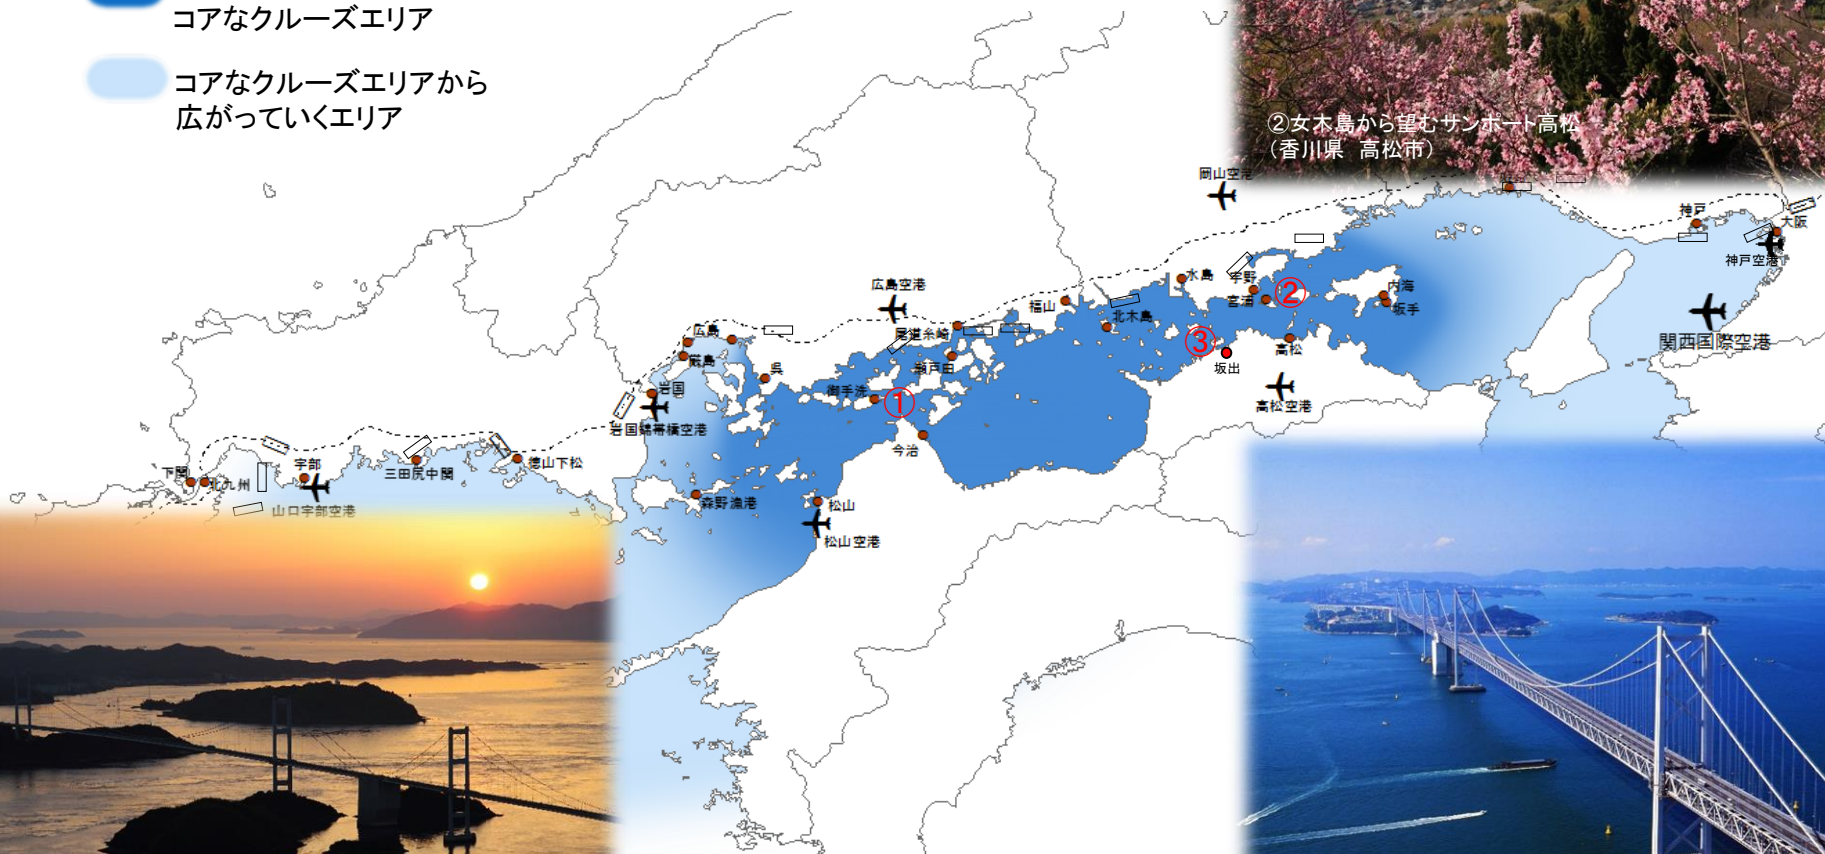 コアなクルーズエリア
コアなクルーズエリアから
広がっていくエリア
②女木島から望むサンポート高松
（香川県　高松市）
岡山空港
神戸
大阪
神戸空港
関西国際空港
水島
宇野
宮浦
②
内海
坂手
広島空港
福山
北木島
尾道糸崎
瀬戸田
③
坂出
高松
高松空港
広島
厳島
呉
岩国
岩国錦帯橋空港
御手洗
①
今治
下関
北九州
宇部
山口宇部空港
三田尻中関
徳山下松
森野漁港
松山
松山空港